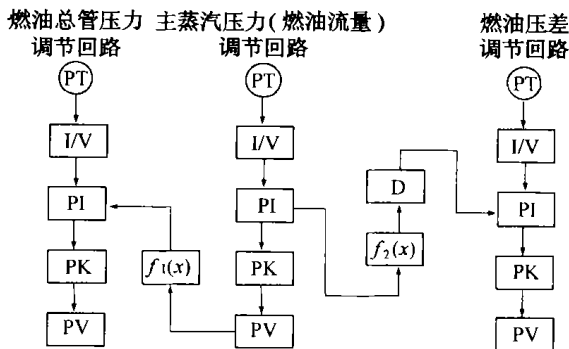 燃油总管压力
调节回路
主蒸汽压力(燃油流量)
调节回路
燃油压差
调节回路
PT
I/V
PI
PK
PV
f1(x)
PT
I/V
PI
PK
PV
D
f2(x)
PT
I/V
PI
PK
PV